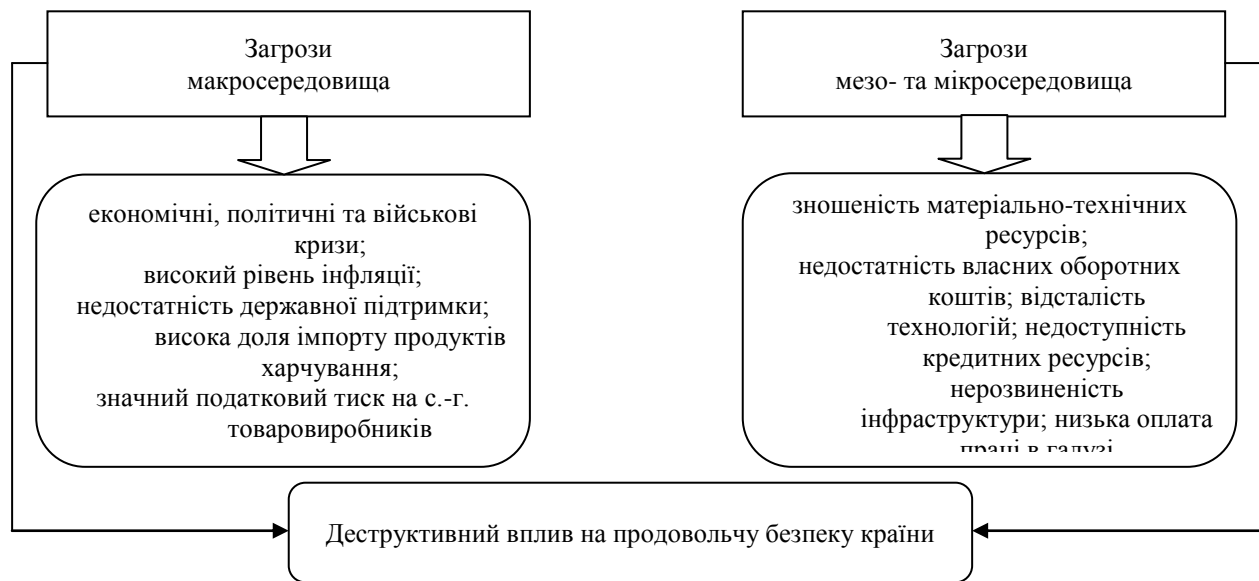 Загрози
макросередовища
Загрози
мезо- та мікросередовища
економічні, політичні та військові
кризи;
високий рівень інфляції;
недостатність державної підтримки;
висока доля імпорту продуктів
харчування;
значний податковий тиск на с.-г.
товаровиробників
зношеність матеріально-технічних
ресурсів;
недостатність власних оборотних
коштів; відсталість
технологій; недоступність
кредитних ресурсів;
нерозвиненість
інфраструктури; низька оплата
праці в галузі
Деструктивний вплив на продовольчу безпеку країни